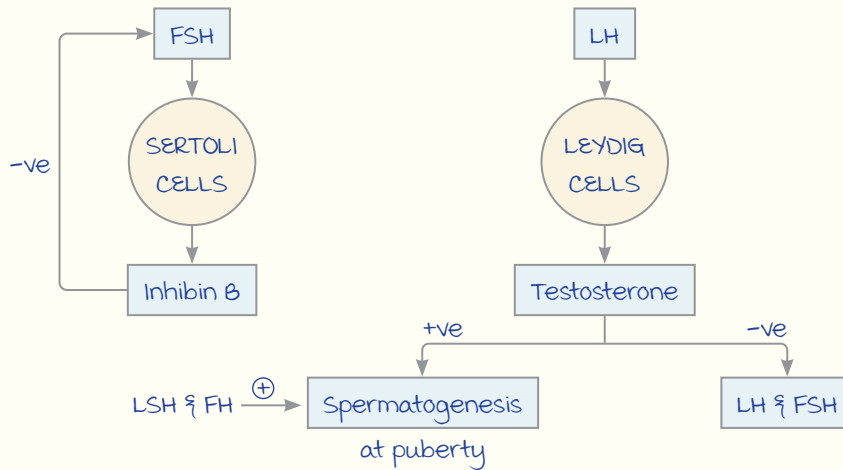 FSH
LH
SERTOLI
CELLS
LEYDIG
CELLS
-ve
Inhibin B
Testosterone
+ve
-ve
LSH & FH
+
Spermatogenesis
LH & FSH
at puberty